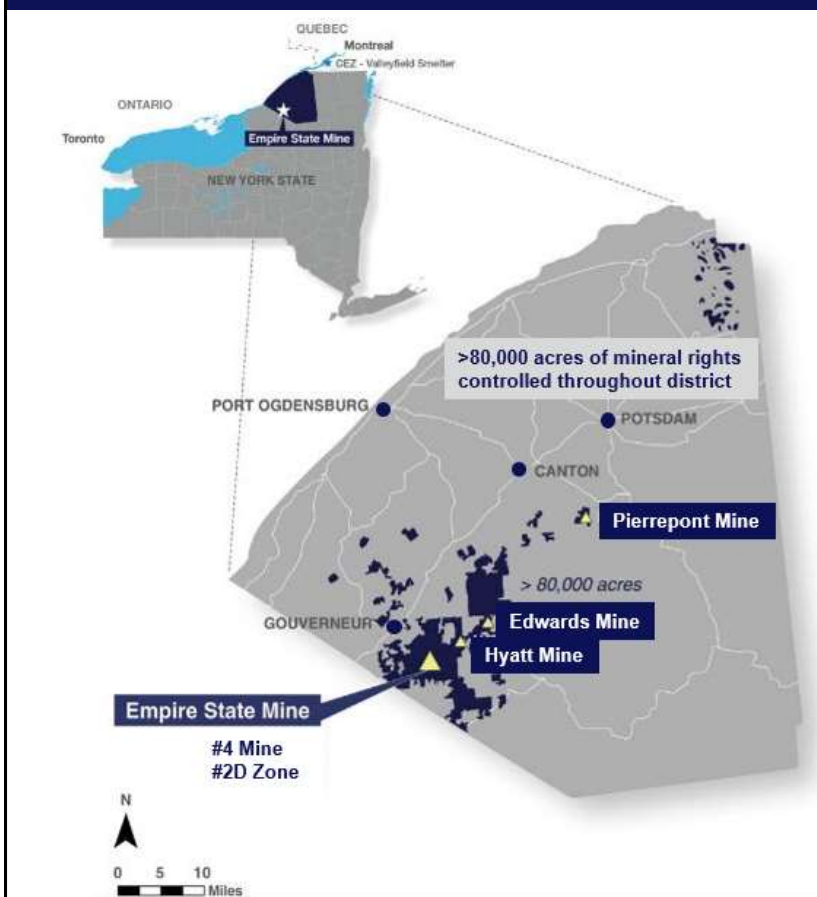 QUEBEC
Montreal
CEZ - Valleyfield Smelter
ONTARIO
Toronto
Empire State Mine
NEW YORK STATE
>80,000 acres of mineral rights
controlled throughout district
PORT OGDENSBURG
POTSDAM
CANTON
Pierrepont Mine
> 80,000 acres
GOUVERNEUR
Edwards Mine
Hyatt Mine
Empire State Mine
#4 Mine
#2D Zone
N
0 5 10
Miles